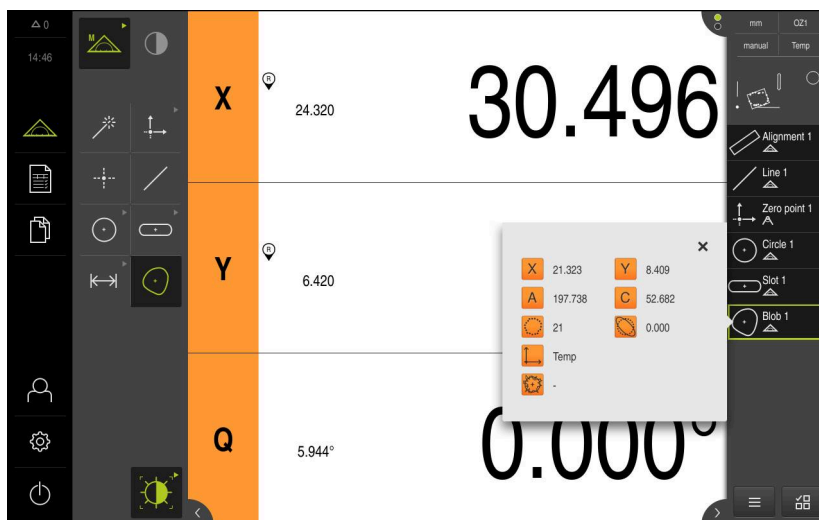 0
14:46
M
X
R
24.320
30.496
Y
R
6.420
Q
5.944°
0.000°
X 21.323 Y 8.409
A 197.738 C 52.682
21 0.000
Temp
-
mm OZ1
manual Temp
Alignment 1
Line 1
Zero point 1
Circle 1
Slot 1
Blob 1